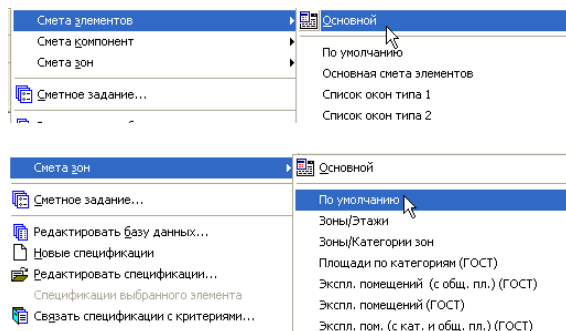 Смета элементов
Смета компонент
Смета зон
Сметное задание...
Основной
По умолчанию
Основная смета элементов
Список окон типа 1
Список окон типа 2
Смета зон
Сметное задание...
Редактировать базу данных...
Новые спецификации
Редактировать спецификации...
Спецификации выбранного элемента
Связать спецификации с критериями...
Основной
По умолчанию
Зоны/Этажи
Зоны/Категории зон
Площади по категориям (ГОСТ)
Экспл. помещений (с общ. пл.) (ГОСТ)
Экспл. помещений (ГОСТ)
Экспл. пом. (с кат. и общ. пл.) (ГОСТ)